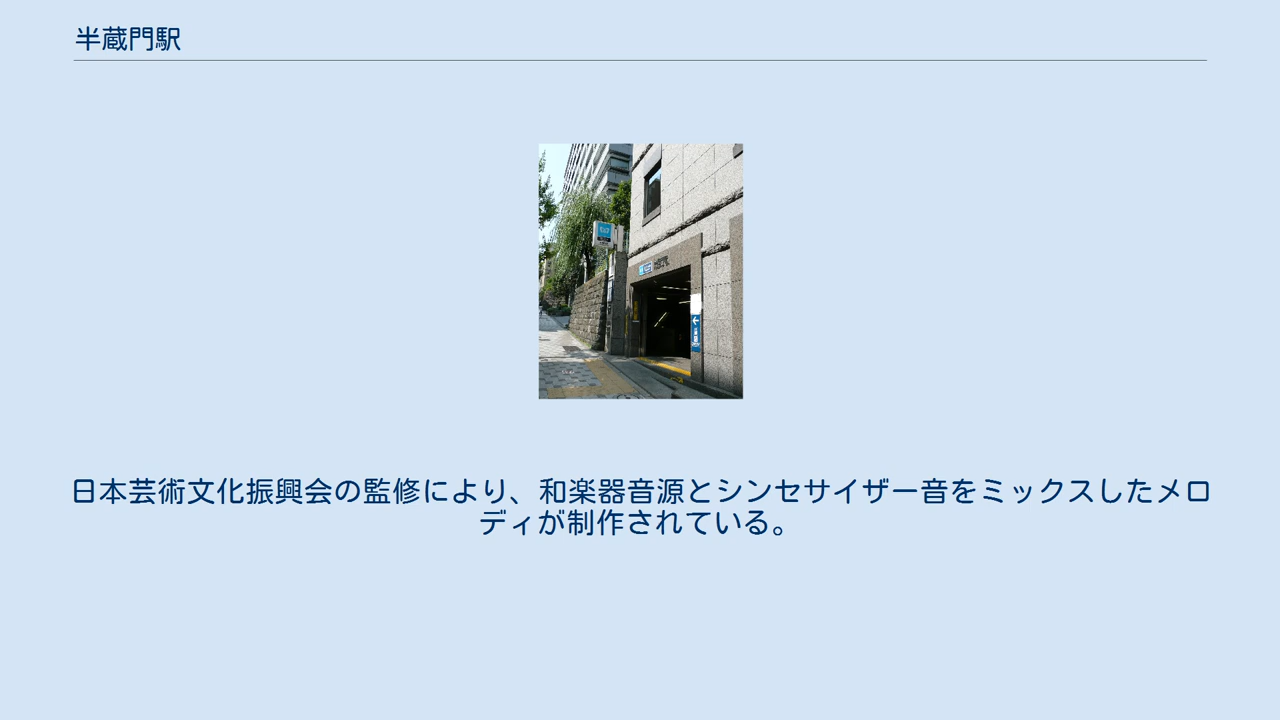 半蔵門駅
日本芸術文化振興会の監修により、和楽器音源とシンセサイザー音をミックスしたメロ
ディが制作されている。